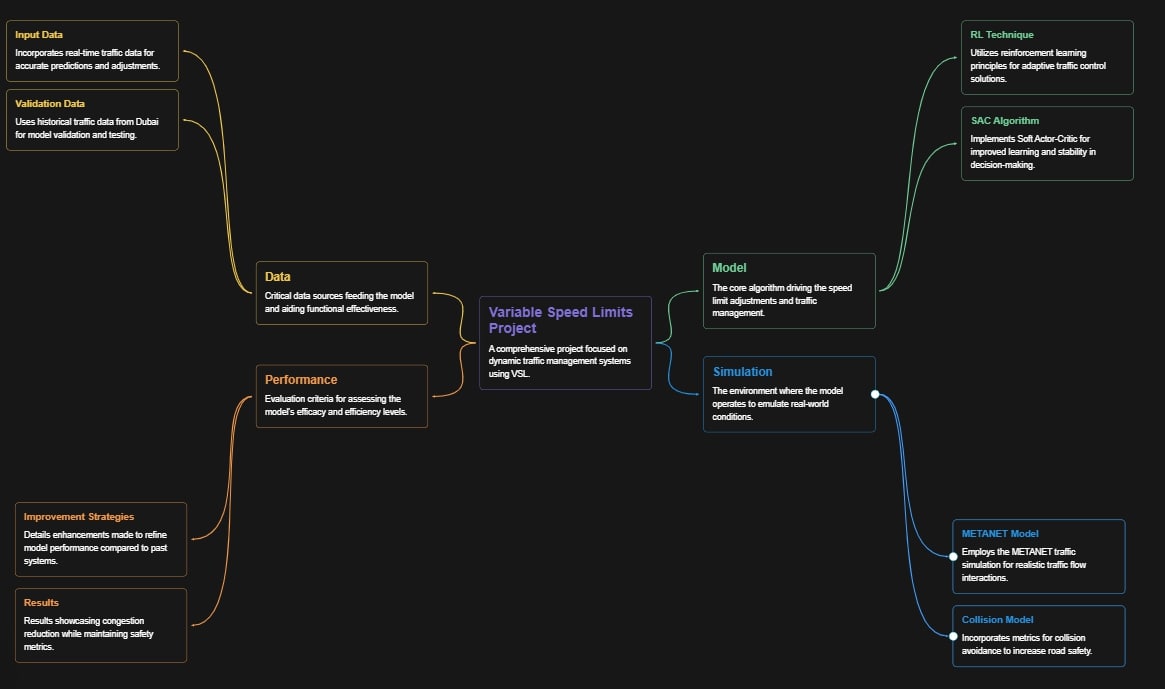 Input Data
Incorporates real-time traffic data for
accurate predictions and adjustments.
Validation Data
Uses historical traffic data from Dubai
for model validation and testing.
Data
Critical data sources feeding the model
and aiding functional effectiveness.
Performance
Evaluation criteria for assessing the
model's efficacy and efficiency levels.
Improvement Strategies
Details enhancements made to refine
model performance compared to past
systems.
Results
Results showcasing congestion
reduction while maintaining safety
metrics.
Variable Speed Limits
Project
A comprehensive project focused on
dynamic traffic management systems
using VSL.
RL Technique
Utilizes reinforcement learning
principles for adaptive traffic control
solutions.
SAC Algorithm
Implements Soft Actor-Critic for
improved learning and stability in
decision-making.
Model
The core algorithm driving the speed
limit adjustments and traffic
management.
Simulation
The environment where the model
operates to emulate real-world
conditions.
METANET Model
Employs the METANET traffic
simulation for realistic traffic flow
interactions.
Collision Model
Incorporates metrics for collision
avoidance to increase road safety.